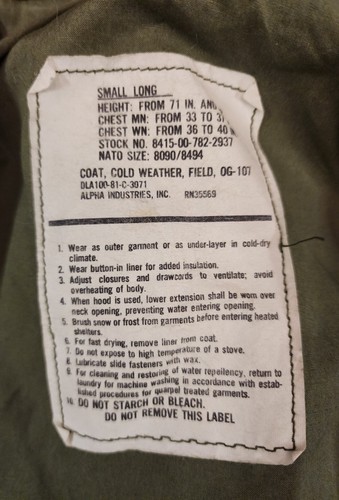 SMALL LONG
HEIGHT: FROM 71 IN. AND
CHEST MN: FROM 33 TO
CHEST WN: FROM 36 TO 40
STOCK NO. 8415-00-782-2937
NATO SIZE: 8090/8494
COAT, COLD WEATHER, FIELD, OG-107
DLA100-81-C-3071
ALPHA INDUSTRIES, INC. RN35569
1. Wear as outer garment or as under-layer in cold-dry
climate.
2. Wear button-in liner for added insulation.
3. Adjust closures and drawcords to ventilate; avoid
overheating of body.
4. When hood is used, lower extension shall be worn over
neck opening, preventing water entering opening.
5. Brush snow or frost from garments before entering heated
shelters.
6. For fast drying, remove liner from coat.
7. Do not expose to high temperature of a stove.
8. Lubricate slide fasteners with wax.
9. For cleaning and restoring of water repellency, return to
laundry for machine washing in accordance with estab-
lished procedures for quarpel treated garments.
10. DO NOT STARCH OR BLEACH.
DO NOT REMOVE THIS LABEL